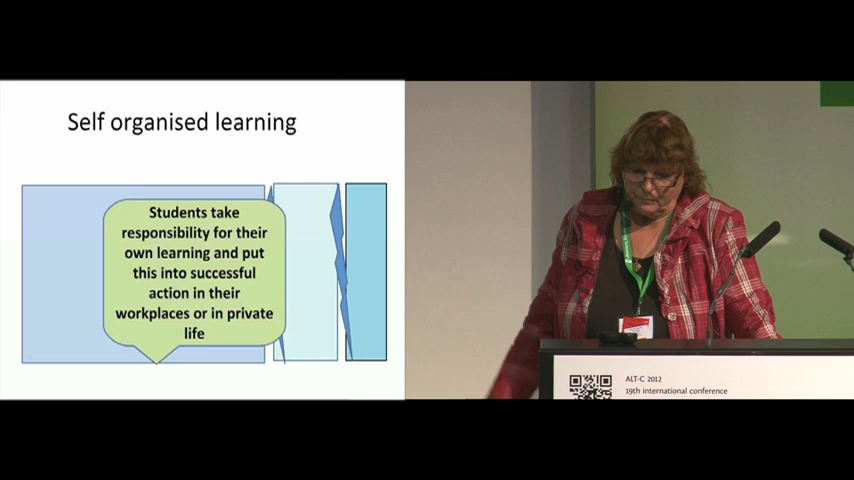 Self organised learning
Students take
responsibility for their
own learning and put
this into successful
action in their
workplaces or in private
life
ALT-C 2012
19th international conference